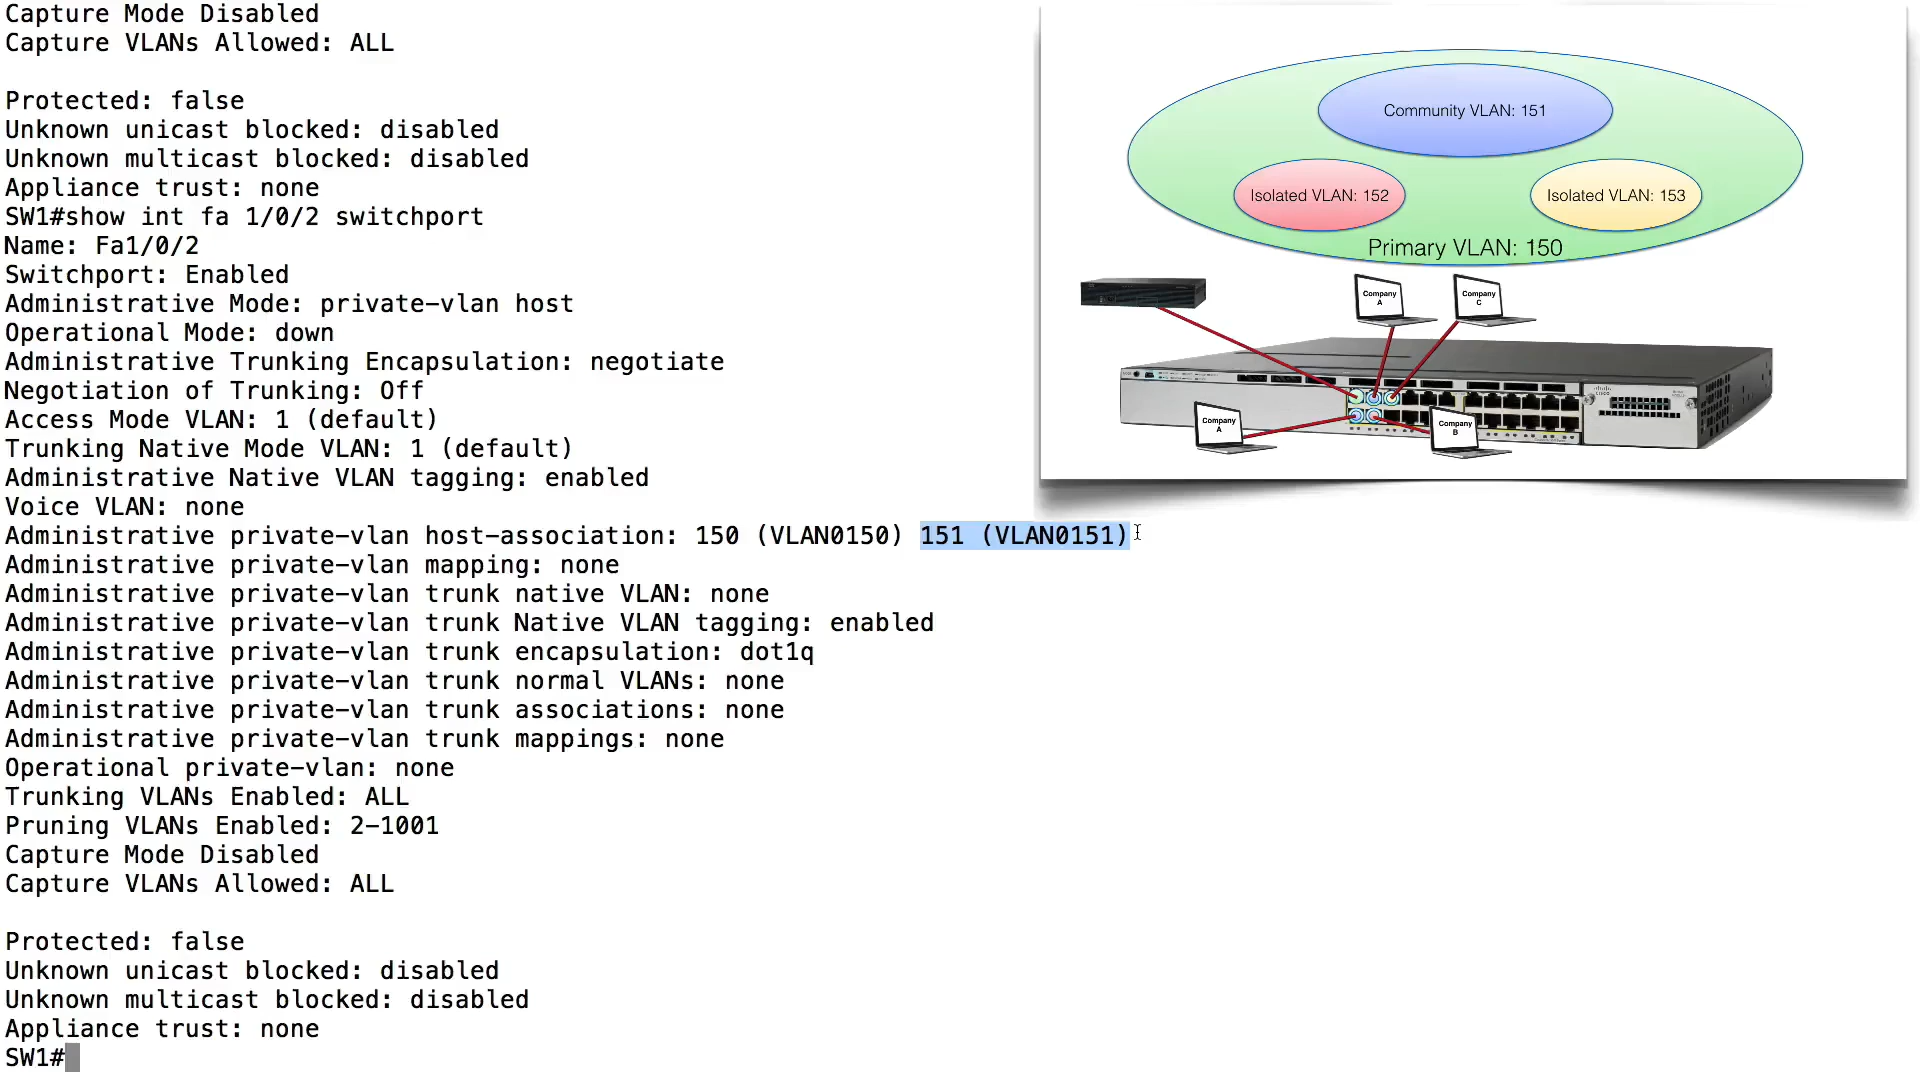 Capture Mode Disabled
Capture VLANs Allowed: ALL
Protected: false
Unknown unicast blocked: disabled
Unknown multicast blocked: disabled
Appliance trust: none
SW1#show int fa 1/0/2 switchport
Name: Fa1/0/2
Switchport: Enabled
Administrative Mode: private-vlan host
Operational Mode: down
Administrative Trunking Encapsulation: negotiate
Negotiation of Trunking: Off
Access Mode VLAN: 1 (default)
Trunking Native Mode VLAN: 1 (default)
Administrative Native VLAN tagging: enabled
Voice VLAN: none
Administrative private-vlan host-association: 150 (VLAN0150) 151 (VLAN0151)
Administrative private-vlan mapping: none
Administrative private-vlan trunk native VLAN: none
Administrative private-vlan trunk Native VLAN tagging: enabled
Administrative private-vlan trunk encapsulation: dot1q
Administrative private-vlan trunk normal VLANs: none
Administrative private-vlan trunk associations: none
Administrative private-vlan trunk mappings: none
Operational private-vlan: none
Trunking VLANs Enabled: ALL
Pruning VLANs Enabled: 2-1001
Capture Mode Disabled
Capture VLANs Allowed: ALL
Protected: false
Unknown unicast blocked: disabled
Unknown multicast blocked: disabled
Appliance trust: none
SW1#
Community VLAN: 151
Isolated VLAN: 152
Isolated VLAN: 153
Primary VLAN: 150
Company
A
Company
C
Company
A
Company
B